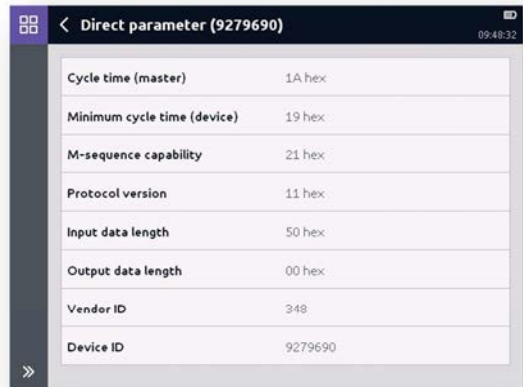 Direct parameter (9279690)
09:48:32
Cycle time (master) 1A hex
Minimum cycle time (device) 19 hex
M-sequence capability 21 hex
Protocol version 11 hex
Input data length 50 hex
Output data length 00 hex
Vendor ID 348
Device ID 9279690